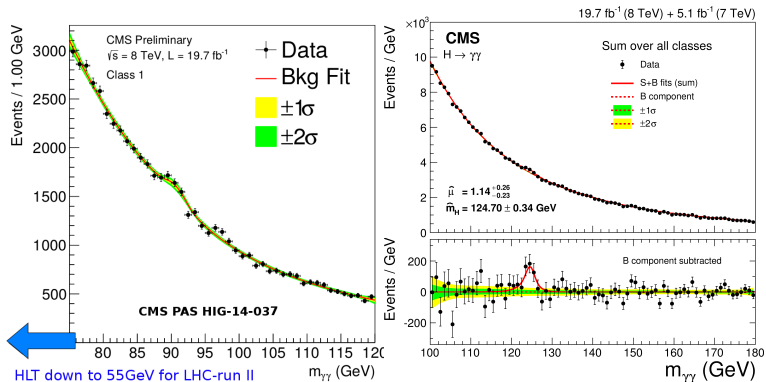 CMS Preliminary
√s = 8 TeV, L = 19.7 fb⁻¹
Class 1
Data
Bkg Fit
±1σ
±2σ
Events / 1.00 GeV
3000
2500
2000
1500
1000
500
CMS PAS HIG-14-037
80 85 90 95 100 105 110 115 120
mγγ (GeV)
HLT down to 55GeV for LHC-run II
19.7 fb⁻¹ (8 TeV) + 5.1 fb⁻¹ (7 TeV)
×10³
CMS
H → γγ
Sum over all classes
Data
S+B fits (sum)
B component
±1σ
±2σ
Events / GeV
10
8
6
4
2
0
μ̂ = 1.14 +0.26 −0.23
m̂H = 124.70 ± 0.34 GeV
B component subtracted
Events / GeV
200
0
-200
100 110 120 130 140 150 160 170 180
mγγ (GeV)